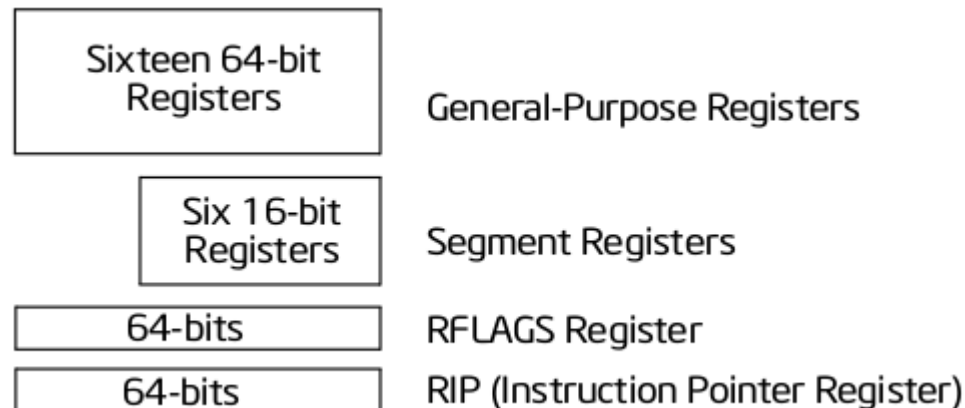 Sixteen 64-bit
Registers
General-Purpose Registers
Six 16-bit
Registers
Segment Registers
64-bits
RFLAGS Register
64-bits
RIP (Instruction Pointer Register)